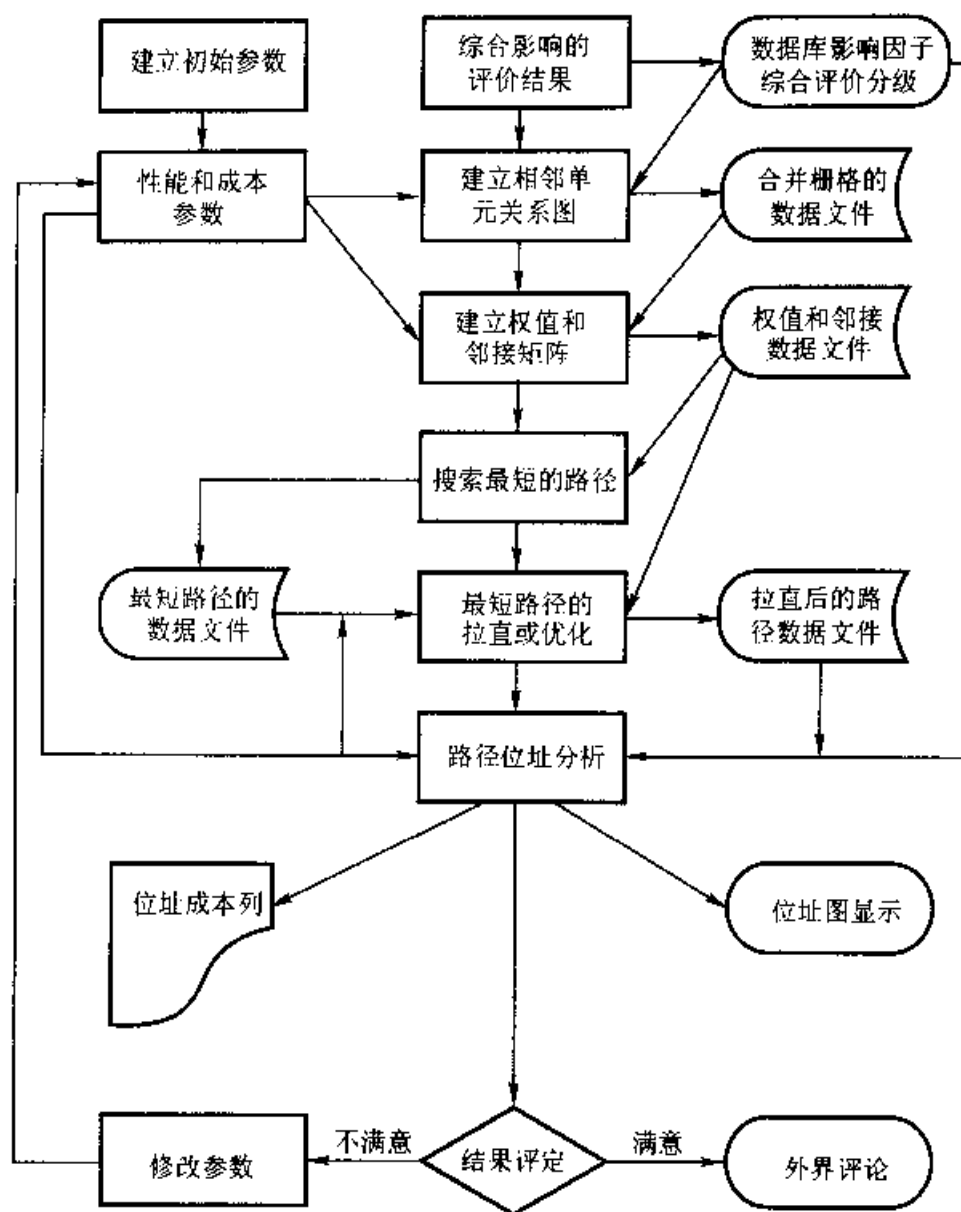 建立初始参数
综合影响的
评价结果
数据库影响因子
综合评价分级
性能和成本
参数
建立相邻单
元关系图
合并栅格的
数据文件
建立权值和
邻接矩阵
权值和邻接
数据文件
搜索最短的路径
最短路径的
数据文件
最短路径的
拉直或优化
拉直后的路
径数据文件
路径位址分析
位址成本列
位址图显示
不满意
结果评定
满意
修改参数
外界评论